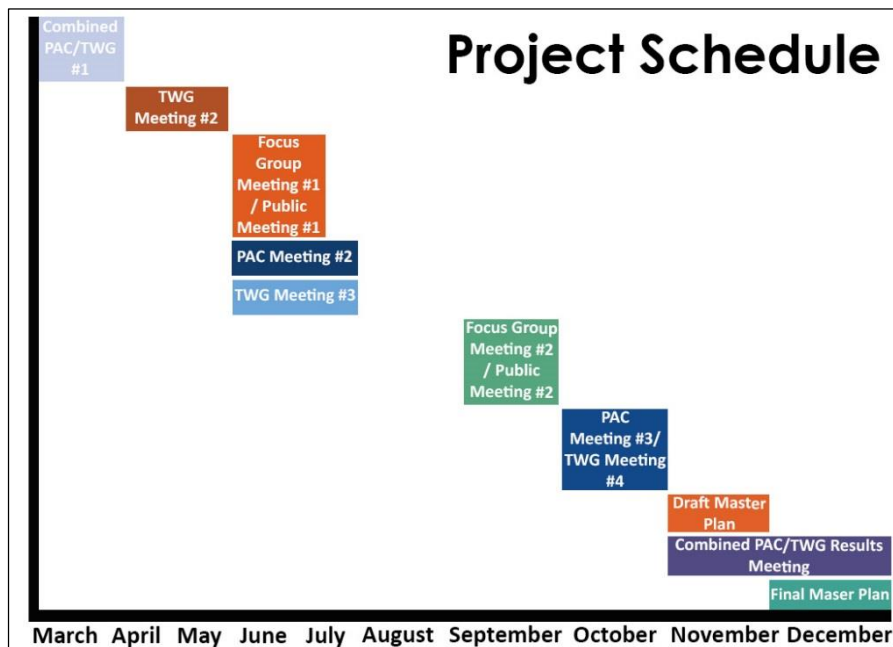 Project Schedule
Combined
PAC/TWG
#1
TWG
Meeting #2
Focus
Group
Meeting #1
/ Public
Meeting #1
PAC Meeting #2
TWG Meeting #3
Focus Group
Meeting #2
/ Public
Meeting #2
PAC
Meeting #3/
TWG Meeting
#4
Draft Master
Plan
Combined PAC/TWG Results
Meeting
Final Maser Plan
March April May June July August September October November December